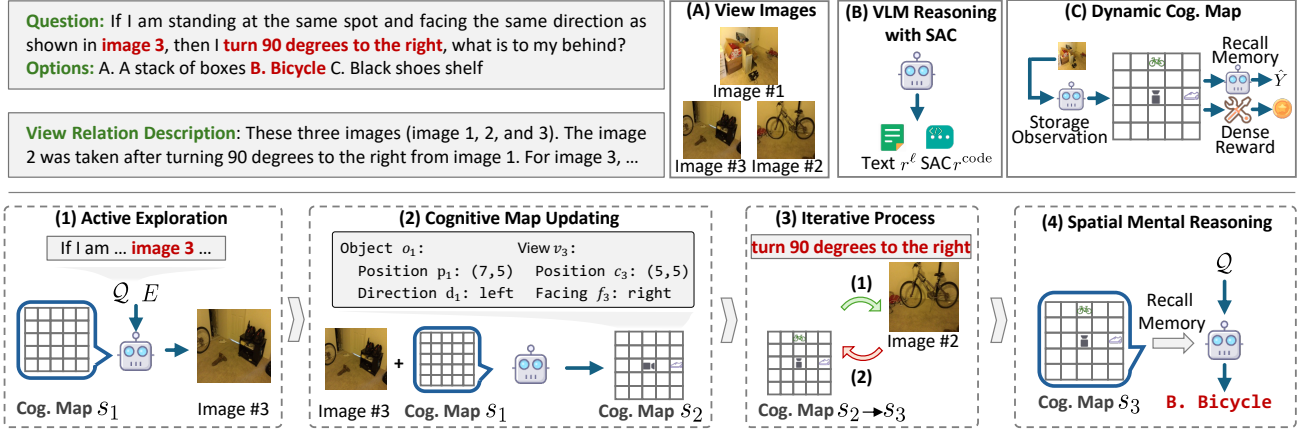 Question: If I am standing at the same spot and facing the same direction as
shown in image 3, then I turn 90 degrees to the right, what is to my behind?
Options: A. A stack of boxes B. Bicycle C. Black shoes shelf
View Relation Description: These three images (image 1, 2, and 3). The image
2 was taken after turning 90 degrees to the right from image 1. For image 3, ...
(A) View Images
Image #1
Image #3 Image #2
(B) VLM Reasoning
with SAC
Text r^ℓ SAC r^code
(C) Dynamic Cog. Map
Storage
Observation
Recall
Memory
Ŷ
Dense
Reward
(1) Active Exploration
If I am ... image 3 ...
Q E
Cog. Map s₁
Image #3
(2) Cognitive Map Updating
Object o₁: View v₃:
Position p₁: (7,5) Position c₃: (5,5)
Direction d₁: left Facing f₃: right
+
Image #3 Cog. Map s₁ Cog. Map s₂
(3) Iterative Process
turn 90 degrees to the right
(1)
Image #2
(2)
Cog. Map s₂→s₃
(4) Spatial Mental Reasoning
Q
Recall
Memory
Cog. Map s₃
B. Bicycle